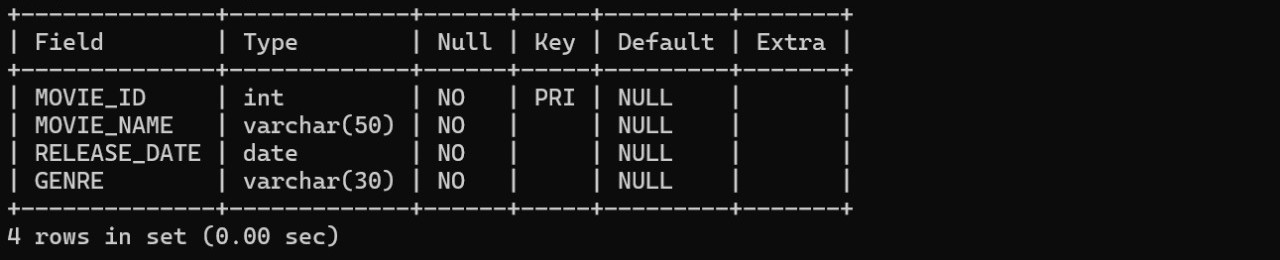 +--------------+-------------+------+-----+---------+-------+
| Field        | Type        | Null | Key | Default | Extra |
+--------------+-------------+------+-----+---------+-------+
| MOVIE_ID     | int         | NO   | PRI | NULL    |       |
| MOVIE_NAME   | varchar(50) | NO   |     | NULL    |       |
| RELEASE_DATE | date        | NO   |     | NULL    |       |
| GENRE        | varchar(30) | NO   |     | NULL    |       |
+--------------+-------------+------+-----+---------+-------+
4 rows in set (0.00 sec)